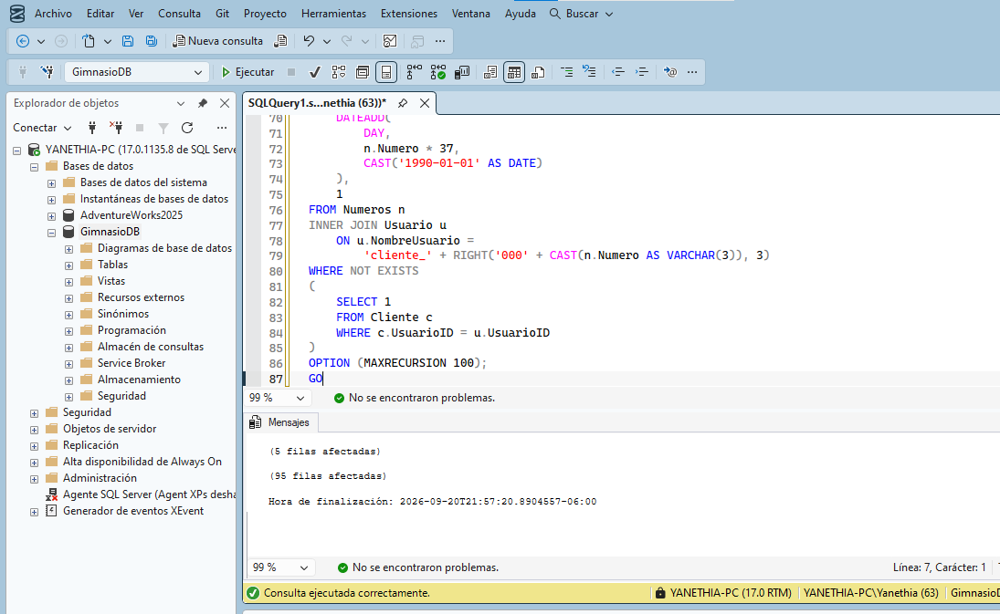 Archivo Editar Ver Consulta Git Proyecto Herramientas Extensiones Ventana Ayuda Buscar
Nueva consulta
GimnasioDB Ejecutar
Explorador de objetos
Conectar
YANETHIA-PC (17.0.1135.8 de SQL Serve
Bases de datos
Bases de datos del sistema
Instantáneas de bases de datos
AdventureWorks2025
GimnasioDB
Diagramas de base de datos
Tablas
Vistas
Recursos externos
Sinónimos
Programación
Almacén de consultas
Service Broker
Almacenamiento
Seguridad
Seguridad
Objetos de servidor
Replicación
Alta disponibilidad de Always On
Administración
Agente SQL Server (Agent XPs desha
Generador de eventos XEvent
SQLQuery1.s...nethia (63))*
70 DATEADD(
71 DAY,
72 n.Numero * 37,
73 CAST('1990-01-01' AS DATE)
74 ),
75 1
76 FROM Numeros n
77 INNER JOIN Usuario u
78 ON u.NombreUsuario =
79 'cliente_' + RIGHT('000' + CAST(n.Numero AS VARCHAR(3)), 3)
80 WHERE NOT EXISTS
81 (
82 SELECT 1
83 FROM Cliente c
84 WHERE c.UsuarioID = u.UsuarioID
85 )
86 OPTION (MAXRECURSION 100);
87 GO
99 % No se encontraron problemas.
Mensajes
(5 filas afectadas)
(95 filas afectadas)
Hora de finalización: 2026-09-20T21:57:20.8904557-06:00
99 % No se encontraron problemas. Línea: 7, Carácter: 1
Consulta ejecutada correctamente. YANETHIA-PC (17.0 RTM) YANETHIA-PC\Yanethia (63) GimnasioD